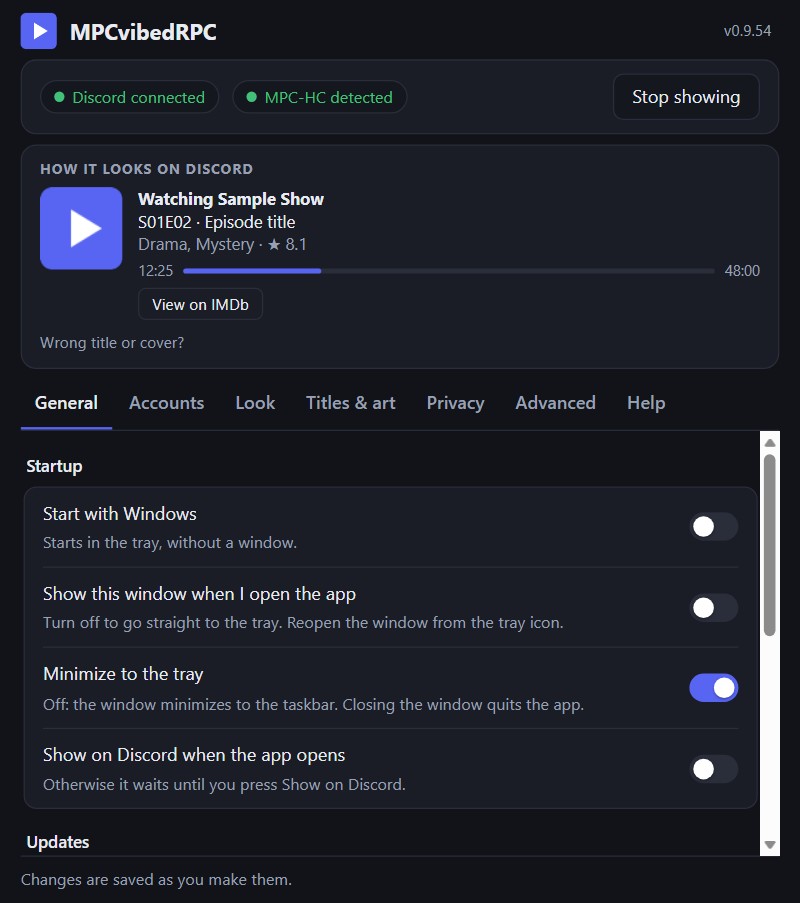 MPCvibedRPC
v0.9.54
Discord connected
MPC-HC detected
Stop showing
HOW IT LOOKS ON DISCORD
Watching Sample Show
S01E02 · Episode title
Drama, Mystery · ★ 8.1
12:25
48:00
View on IMDb
Wrong title or cover?
General
Accounts
Look
Titles & art
Privacy
Advanced
Help
Startup
Start with Windows
Starts in the tray, without a window.
Show this window when I open the app
Turn off to go straight to the tray. Reopen the window from the tray icon.
Minimize to the tray
Off: the window minimizes to the taskbar. Closing the window quits the app.
Show on Discord when the app opens
Otherwise it waits until you press Show on Discord.
Updates
Changes are saved as you make them.